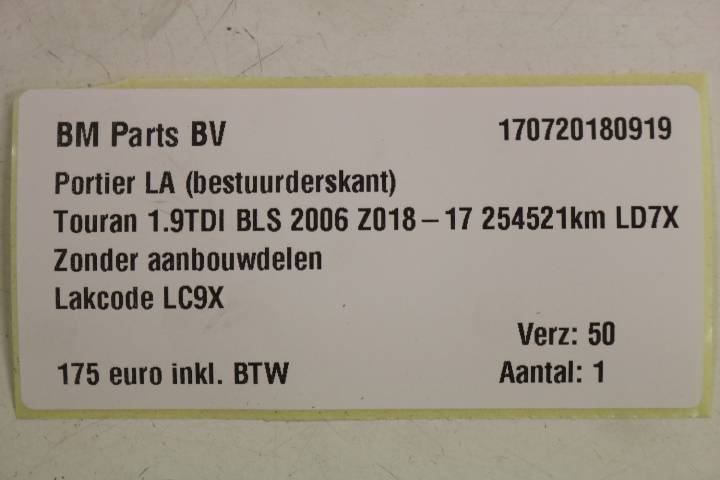 BM Parts BV 170720180919
Portier LA (bestuurderskant)
Touran 1.9TDI BLS 2006 Z018-17 254521km LD7X
Zonder aanbouwdelen
Lakcode LC9X
Verz: 50
175 euro inkl. BTW Aantal: 1